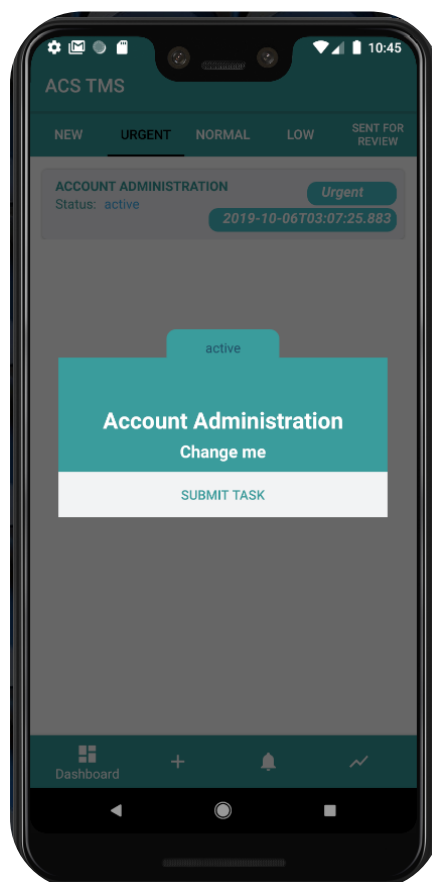 10:45
ACS TMS
NEW URGENT NORMAL LOW SENT FOR
REVIEW
ACCOUNT ADMINISTRATION Urgent
Status: active
2019-10-06T03:07:25.883
active
Account Administration
Change me
SUBMIT TASK
Dashboard